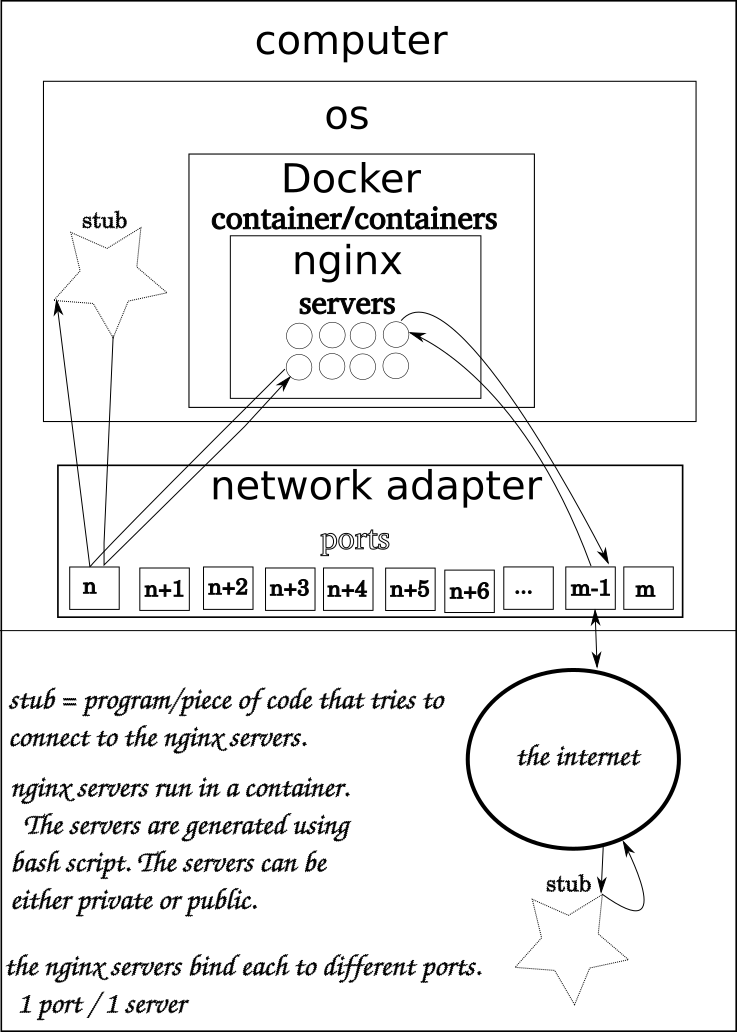 computer
os
Docker
stub
container/containers
nginx
servers
network adapter
ports
n n+1 n+2 n+3 n+4 n+5 n+6 ... m-1 m
stub = program/piece of code that tries to
connect to the nginx servers.
the internet
nginx servers run in a container.
The servers are generated using
bash script. The servers can be
either private or public.
stub
the nginx servers bind each to different ports.
1 port / 1 server